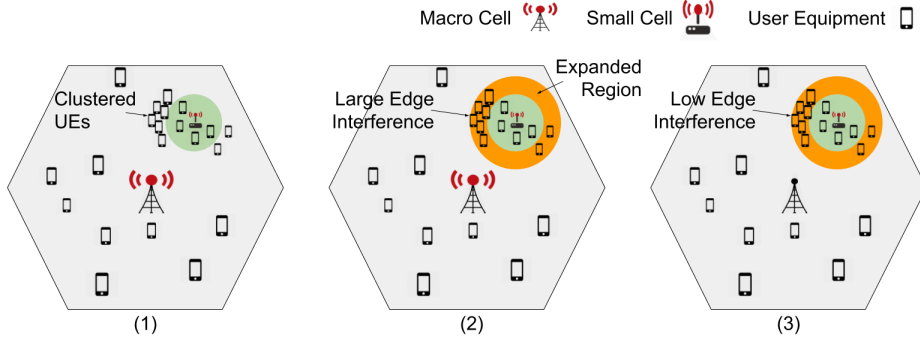 Macro Cell Small Cell User Equipment
Clustered
UEs
Large Edge
Interference
Expanded
Region
Low Edge
Interference
(1) (2) (3)